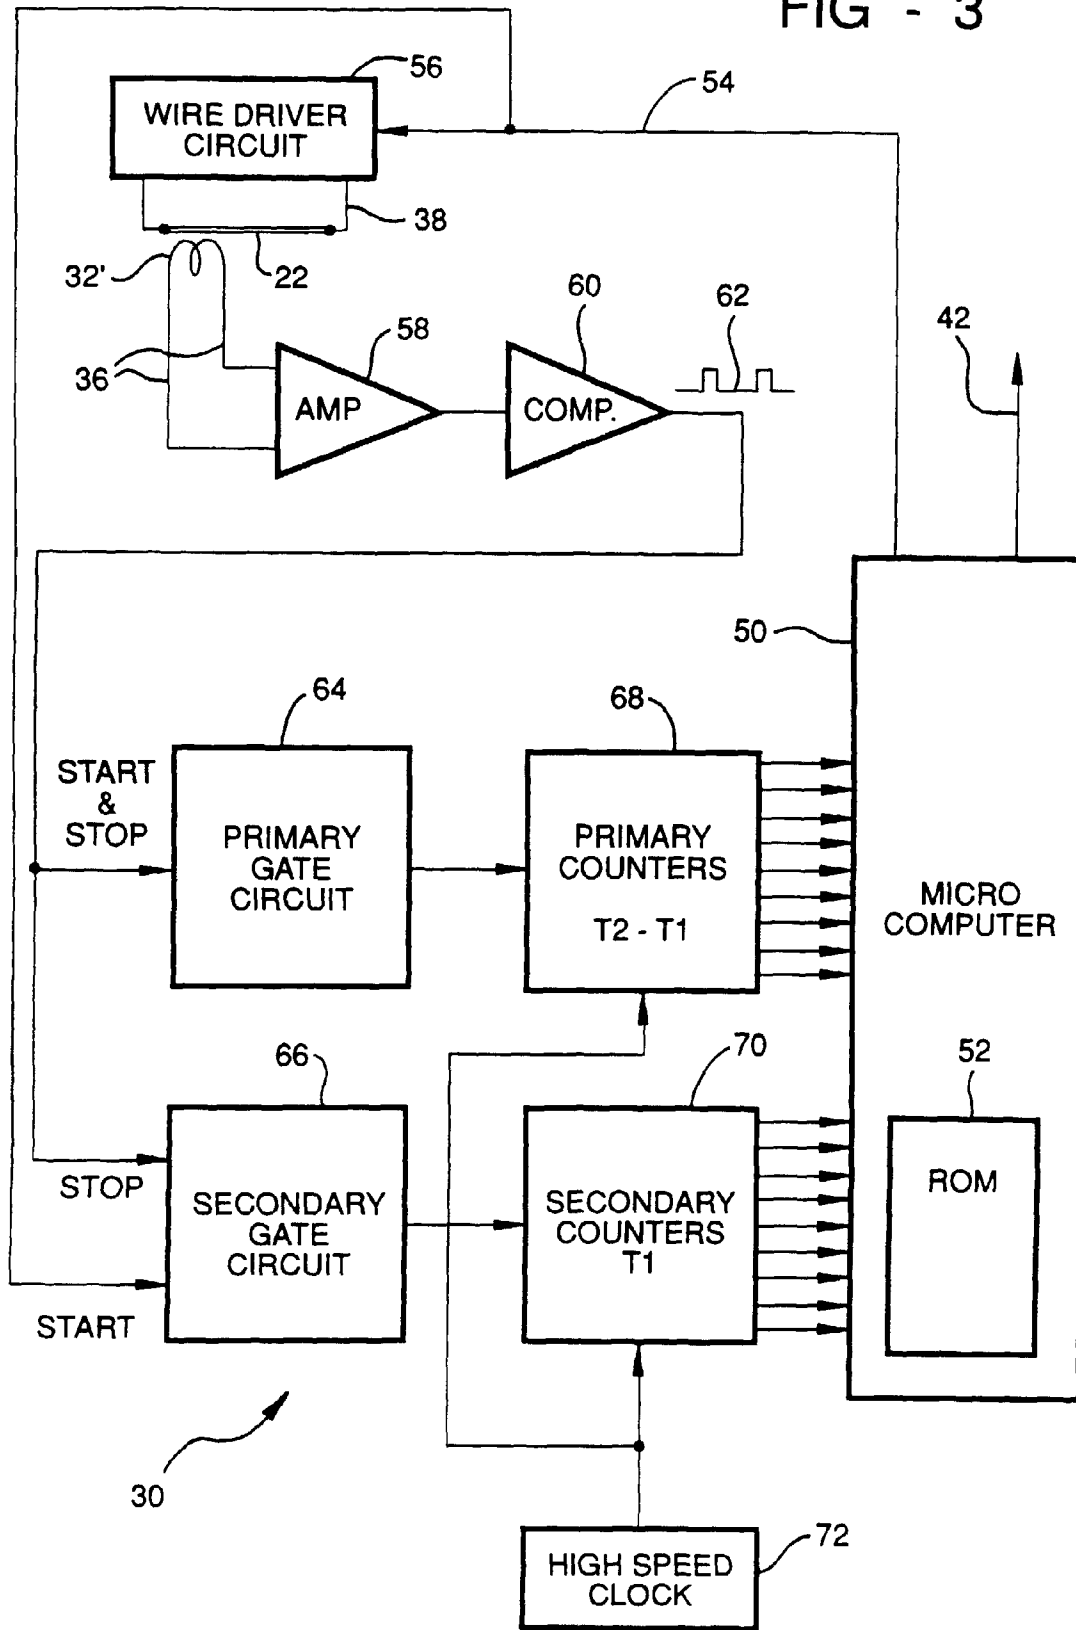 FIG - 3
56
WIRE DRIVER
CIRCUIT
54
38
32'
22
60
62
42
58
36
AMP
COMP.
50
64
68
START
&
STOP
PRIMARY
GATE
CIRCUIT
PRIMARY
COUNTERS
T2 - T1
MICRO
COMPUTER
66
70
52
STOP
SECONDARY
GATE
CIRCUIT
SECONDARY
COUNTERS
T1
ROM
START
30
72
HIGH SPEED
CLOCK